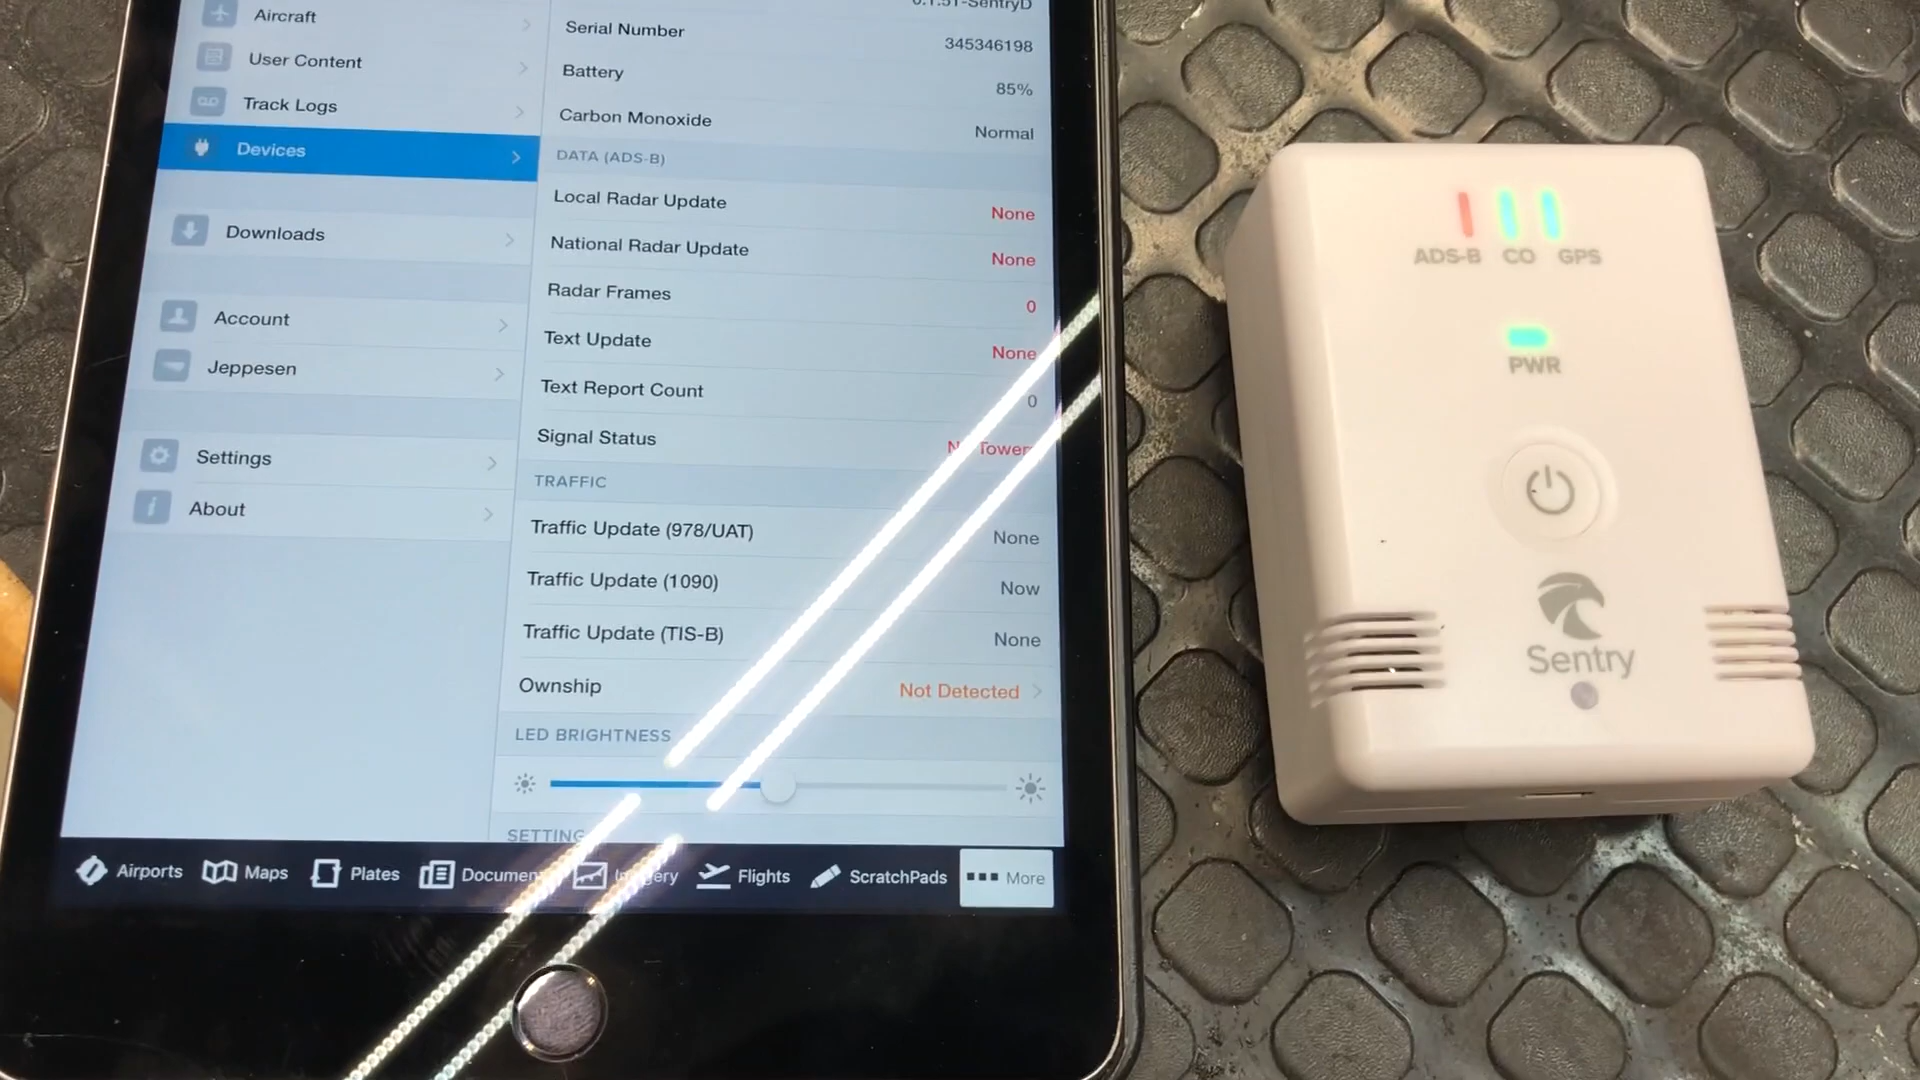 Aircraft
User Content
Track Logs
Devices
Downloads
Account
Jeppesen
Settings
About
Serial Number 345346198
Battery 85%
Carbon Monoxide Normal
DATA (ADS-B)
Local Radar Update None
National Radar Update None
Radar Frames 0
Text Update None
Text Report Count 0
Signal Status
TRAFFIC
Traffic Update (978/UAT) None
Traffic Update (1090) Now
Traffic Update (TIS-B) None
Ownship Not Detected
LED BRIGHTNESS
Airports Maps Plates Flights ScratchPads More
ADS-B CO GPS
PWR
Sentry